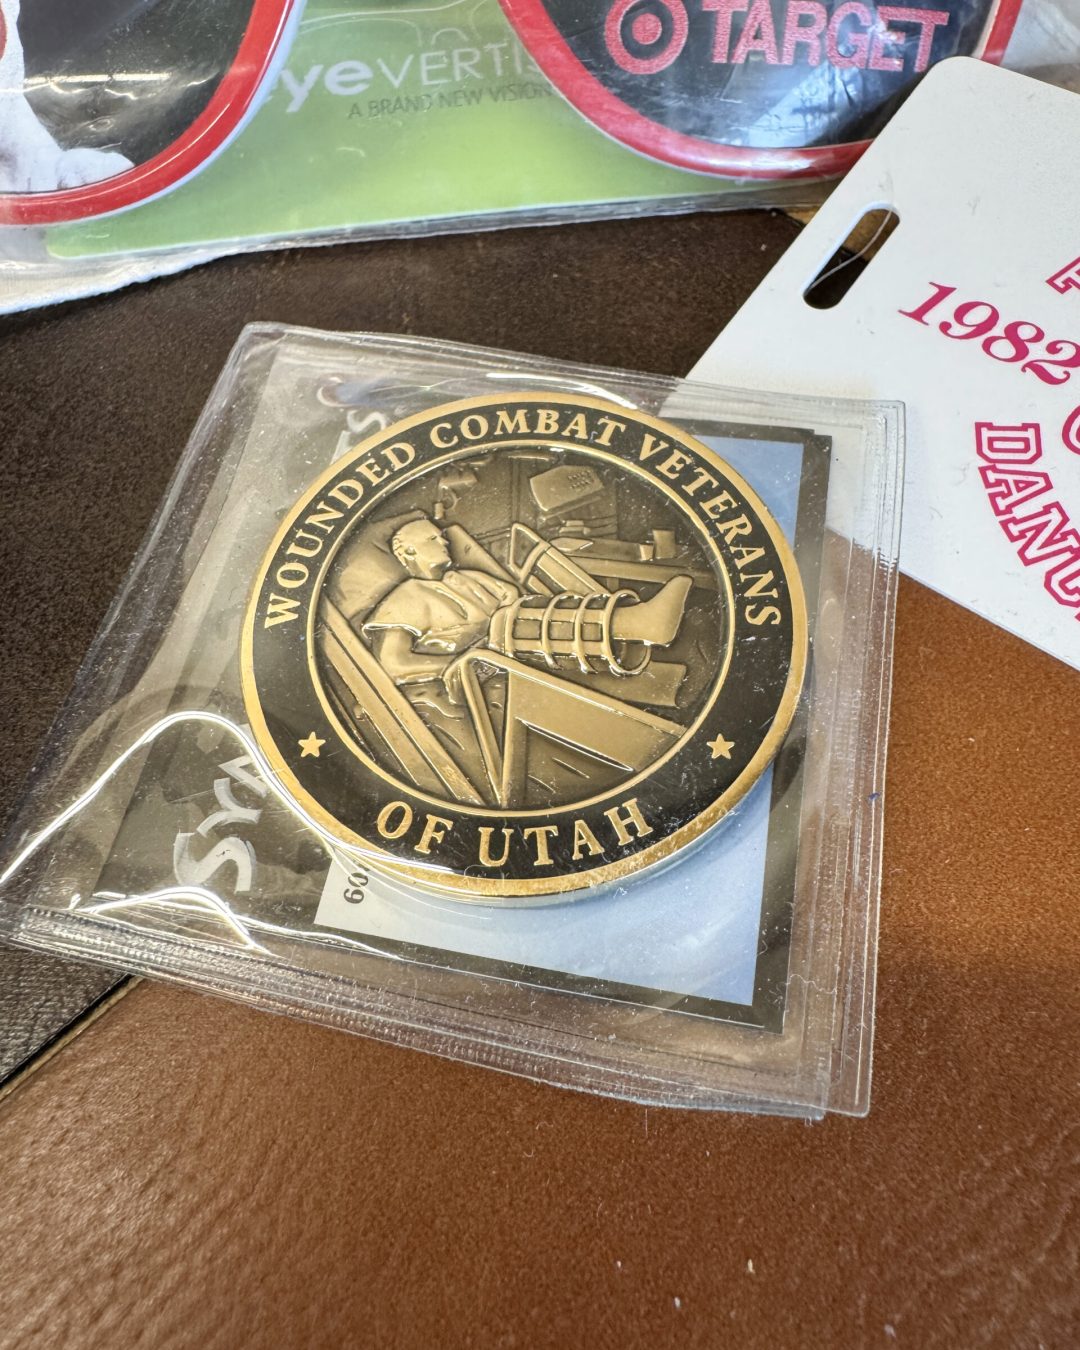 eyeVERTIS
A BRAND NEW VISION
TARGET
1982
DANC
WOUNDED COMBAT VETERANS
OF UTAH